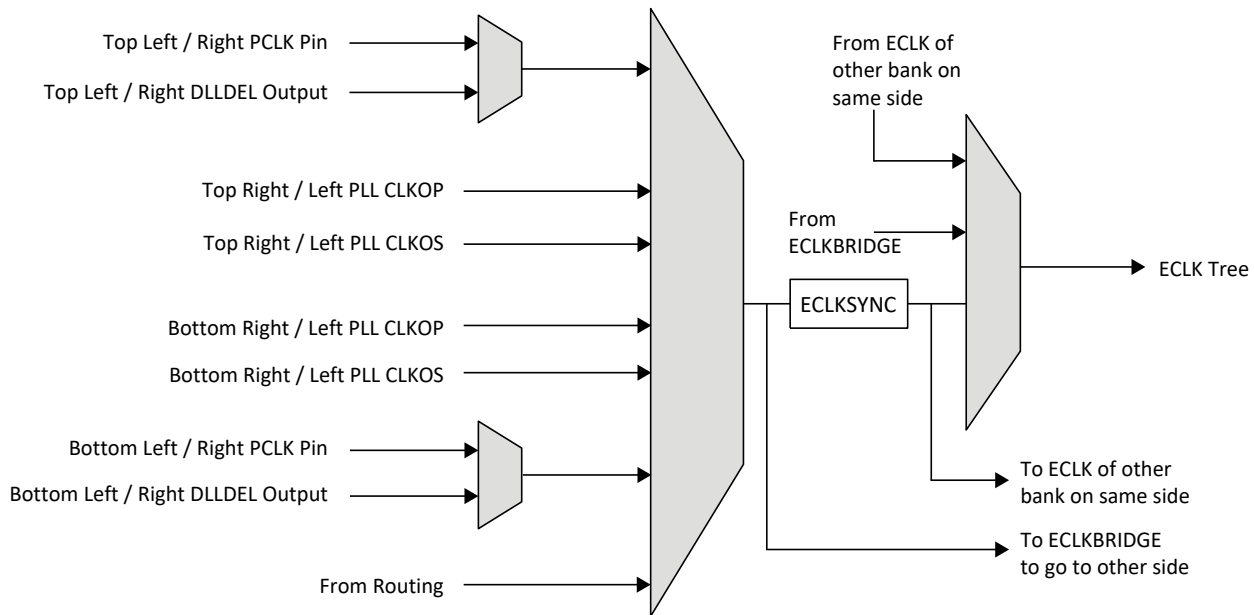 Top Left / Right PCLK Pin
Top Left / Right DLLDEL Output
Top Right / Left PLL CLKOP
Top Right / Left PLL CLKOS
Bottom Right / Left PLL CLKOP
Bottom Right / Left PLL CLKOS
Bottom Left / Right PCLK Pin
Bottom Left / Right DLLDEL Output
From Routing
From ECLK of
other bank on
same side
From
ECLKBRIDGE
ECLKSYNC
ECLK Tree
To ECLK of other
bank on same side
To ECLKBRIDGE
to go to other side